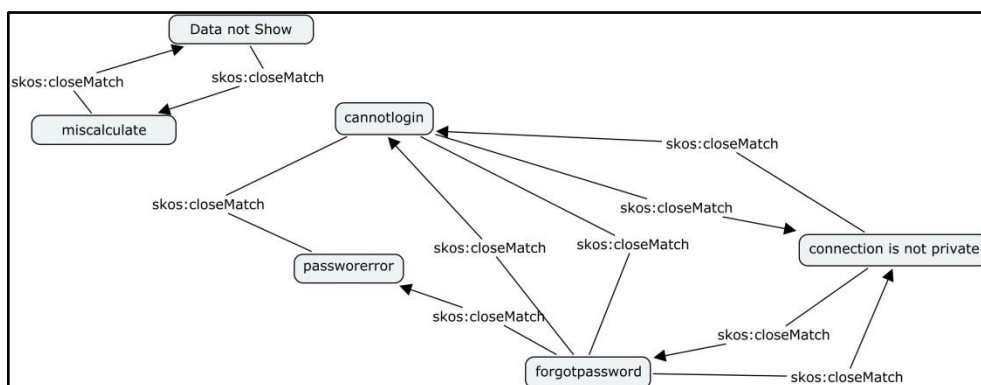 Data not Show
skos:closeMatch
skos:closeMatch
miscalculate
cannotlogin
skos:closeMatch
skos:closeMatch
skos:closeMatch
connection is not private
skos:closeMatch
skos:closeMatch
passworerror
skos:closeMatch
skos:closeMatch
forgotpassword
skos:closeMatch